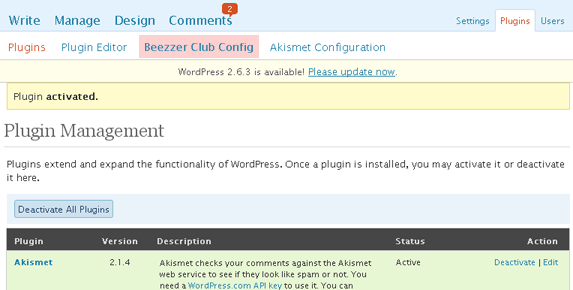 2
Write Manage Design Comments Settings Plugins Users
Plugins Plugin Editor Beezzer Club Config Akismet Configuration
WordPress 2.6.3 is available! Please update now.
Plugin activated.
Plugin Management
Plugins extend and expand the functionality of WordPress. Once a plugin is installed, you may activate it or deactivate
it here.
Deactivate All Plugins
Plugin Version Description Status Action
Akismet 2.1.4 Akismet checks your comments against the Akismet Active Deactivate | Edit
web service to see if they look like spam or not. You
need a WordPress.com API key to use it. You can